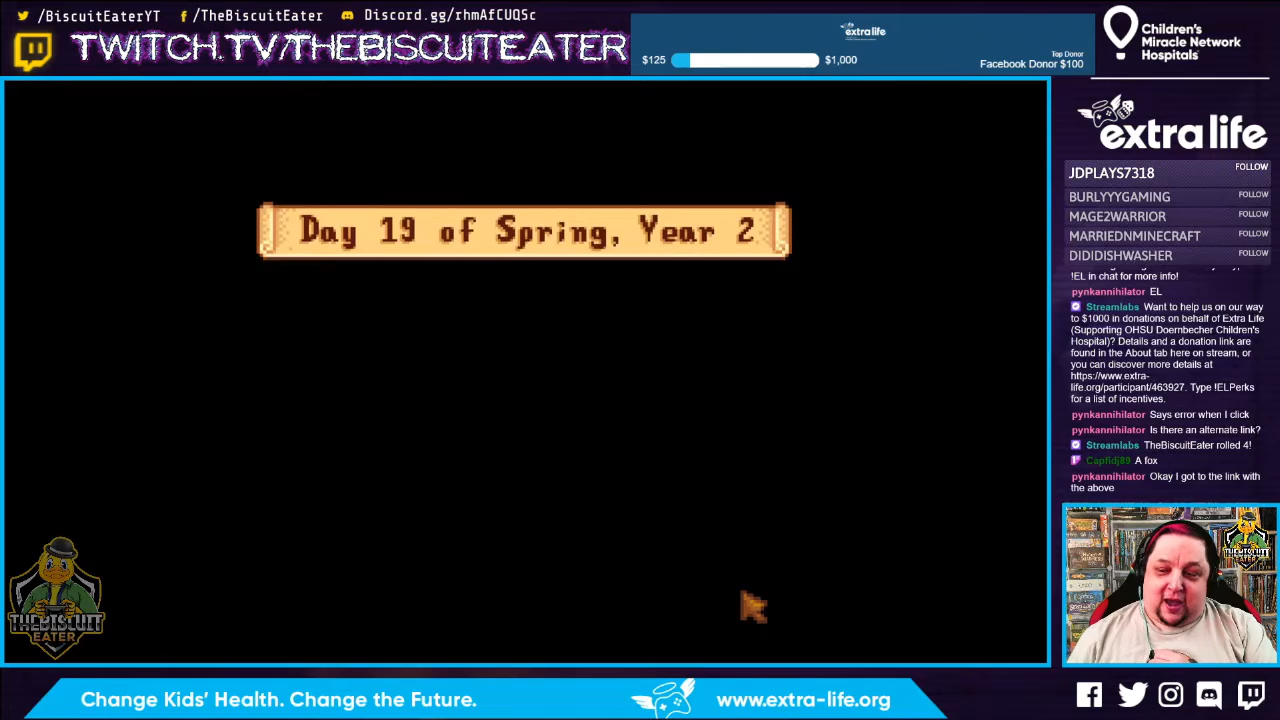 /BiscuitEaterYT /TheBiscuitEater Discord.gg/rhmAfCUQSc
TWITCH.TV/THEBISCUITEATER
extralife
$125 $1,000
Top Donor
Facebook Donor $100
Children's
Miracle Network
Hospitals
extra life
JDPLAYS7318 FOLLOW
BURLYYYGAMING FOLLOW
MAGE2WARRIOR FOLLOW
MARRIEDNMINECRAFT FOLLOW
DIDIDISHWASHER FOLLOW
!EL in chat for more info!
pynkannihilator EL
Streamlabs Want to help us on our way
to $1000 in donations on behalf of Extra Life
(Supporting OHSU Doernbecher Children's
Hospital)? Details and a donation link are
found in the About tab here on stream, or
you can discover more details at
https://www.extra-
life.org/participant/463927. Type !ELPerks
for a list of incentives.
pynkannihilator Says error when I click
pynkannihilator Is there an alternate link?
Streamlabs TheBiscuitEater rolled 4!
Capfidj89 A fox
pynkannihilator Okay I got to the link with
the above
Day 19 of Spring, Year 2
THEBISCUIT
EATER
Change Kids' Health. Change the Future.
www.extra-life.org